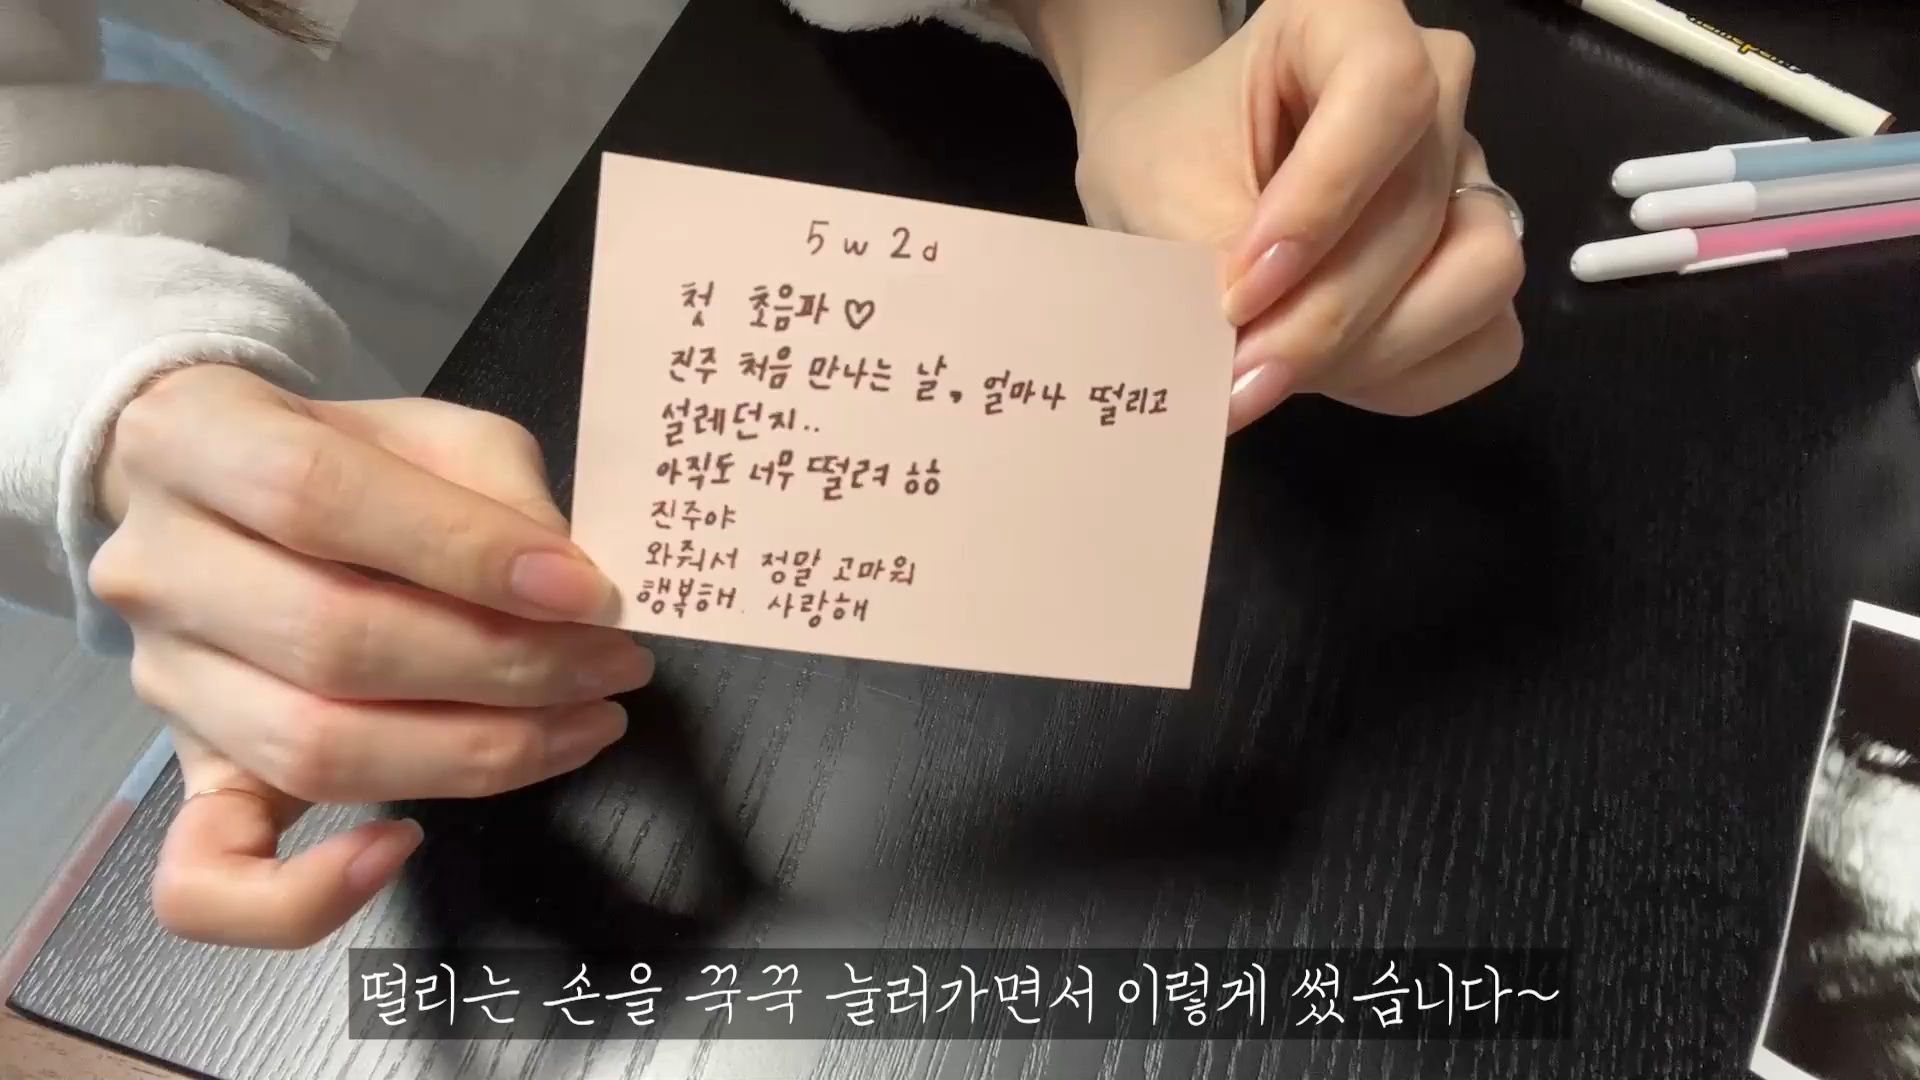 5w2d
첫 초음파♡
진주 처음 만나는 날, 얼마나 떨리고
설레던지..
아직도 너무 떨려 ㅎㅎ
진주야
와줘서 정말 고마워
행복해. 사랑해
떨리는 손을 꾹꾹 눌러가면서 이렇게 썼습니다~